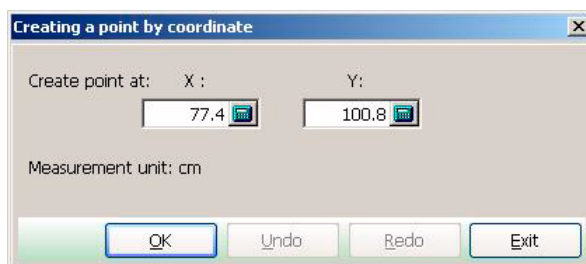 Creating a point by coordinate
Create point at: X : Y:
77.4 100.8
Measurement unit: cm
OK Undo Redo Exit